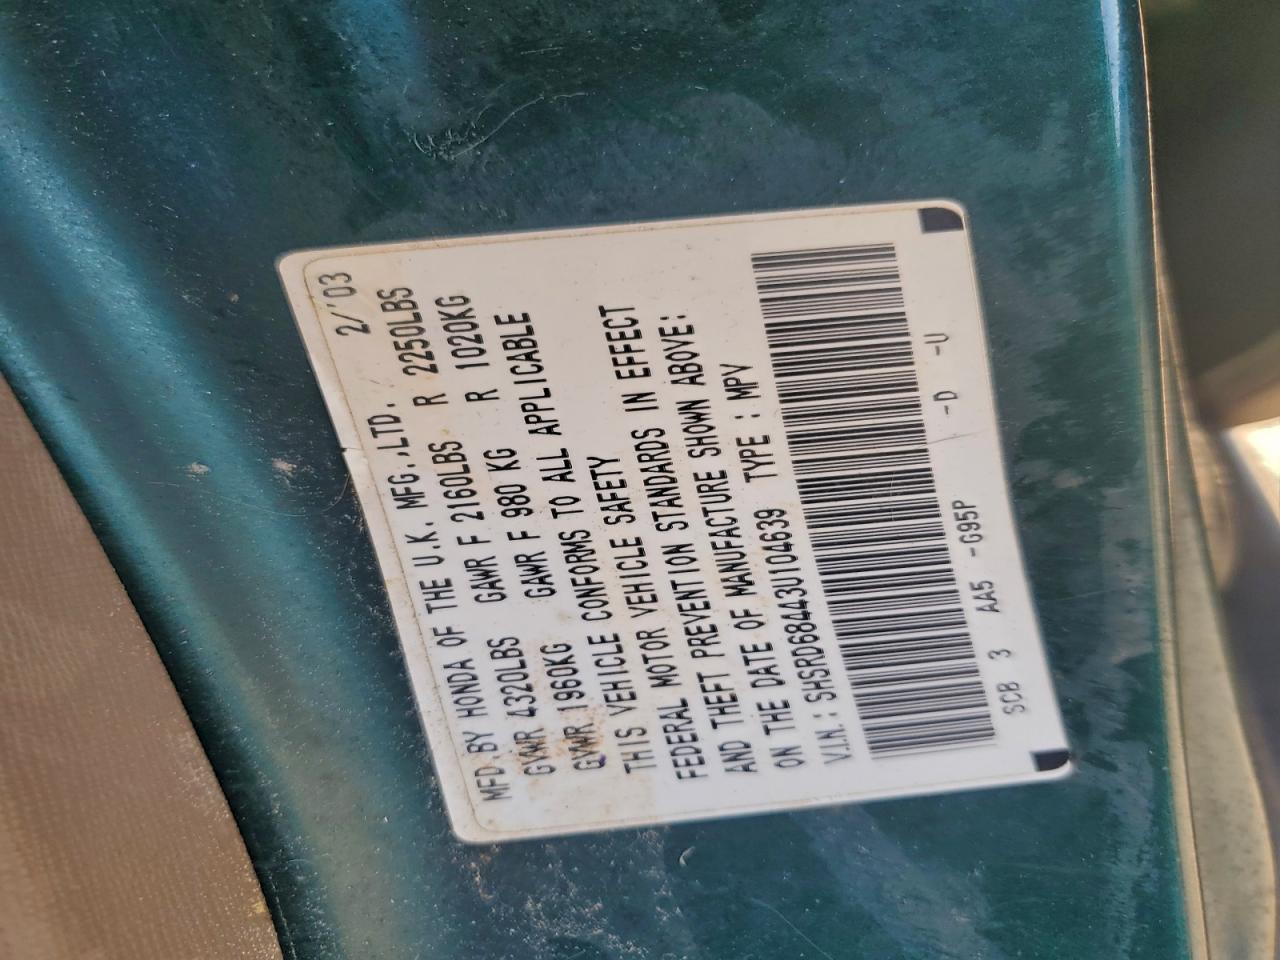 MFD. BY HONDA OF THE U.K. MFG.,LTD. 2/'03
GVWR 4320LBS GAWR F 2160LBS R 2250LBS
GVWR 1960KG GAWR F 980 KG R 1020KG
THIS VEHICLE CONFORMS TO ALL APPLICABLE
FEDERAL MOTOR VEHICLE SAFETY
AND THEFT PREVENTION STANDARDS IN EFFECT
ON THE DATE OF MANUFACTURE SHOWN ABOVE:
V.I.N.: SHSRD68443U104639 TYPE : MPV
SCB 3 AA5 -G95P -D -U